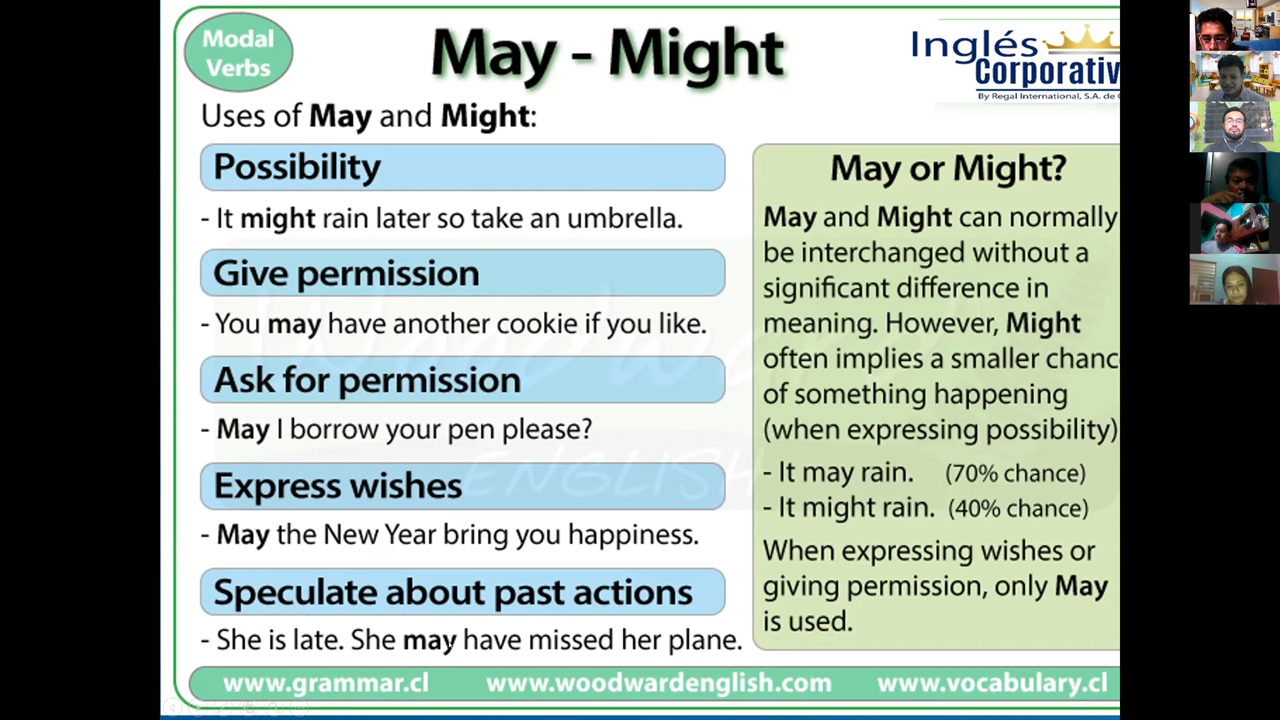 Modal
Verbs
May - Might
Inglés
Corporativ
By Regal International, S.A. de
Uses of May and Might:
Possibility
- It might rain later so take an umbrella.
Give permission
- You may have another cookie if you like.
Ask for permission
- May I borrow your pen please?
Express wishes
- May the New Year bring you happiness.
Speculate about past actions
- She is late. She may have missed her plane.
May or Might?
May and Might can normally
be interchanged without a
significant difference in
meaning. However, Might
often implies a smaller chanc
of something happening
(when expressing possibility)
- It may rain. (70% chance)
- It might rain. (40% chance)
When expressing wishes or
giving permission, only May
is used.
Woodward
ENGLISH
www.grammar.cl www.woodwardenglish.com www.vocabulary.cl